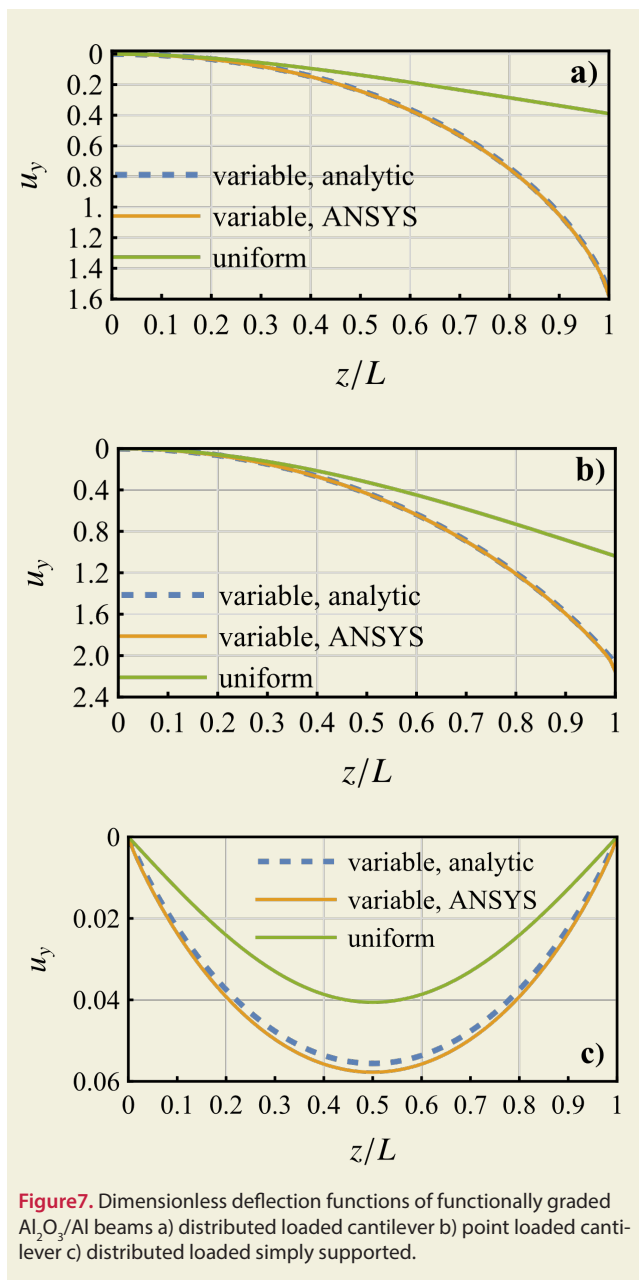 0
0.2
0.4
0.6
0.8
1.
1.2
1.4
1.6
u_y
a)
variable, analytic
variable, ANSYS
uniform
0 0.1 0.2 0.3 0.4 0.5 0.6 0.7 0.8 0.9 1
z/L
0
0.4
0.8
1.2
1.6
2.0
2.4
u_y
b)
variable, analytic
variable, ANSYS
uniform
0 0.1 0.2 0.3 0.4 0.5 0.6 0.7 0.8 0.9 1
z/L
0
0.02
0.04
0.06
u_y
variable, analytic
variable, ANSYS
uniform
c)
0 0.1 0.2 0.3 0.4 0.5 0.6 0.7 0.8 0.9 1
z/L
Figure7. Dimensionless deflection functions of functionally graded
Al₂O₃/Al beams a) distributed loaded cantilever b) point loaded canti-
lever c) distributed loaded simply supported.